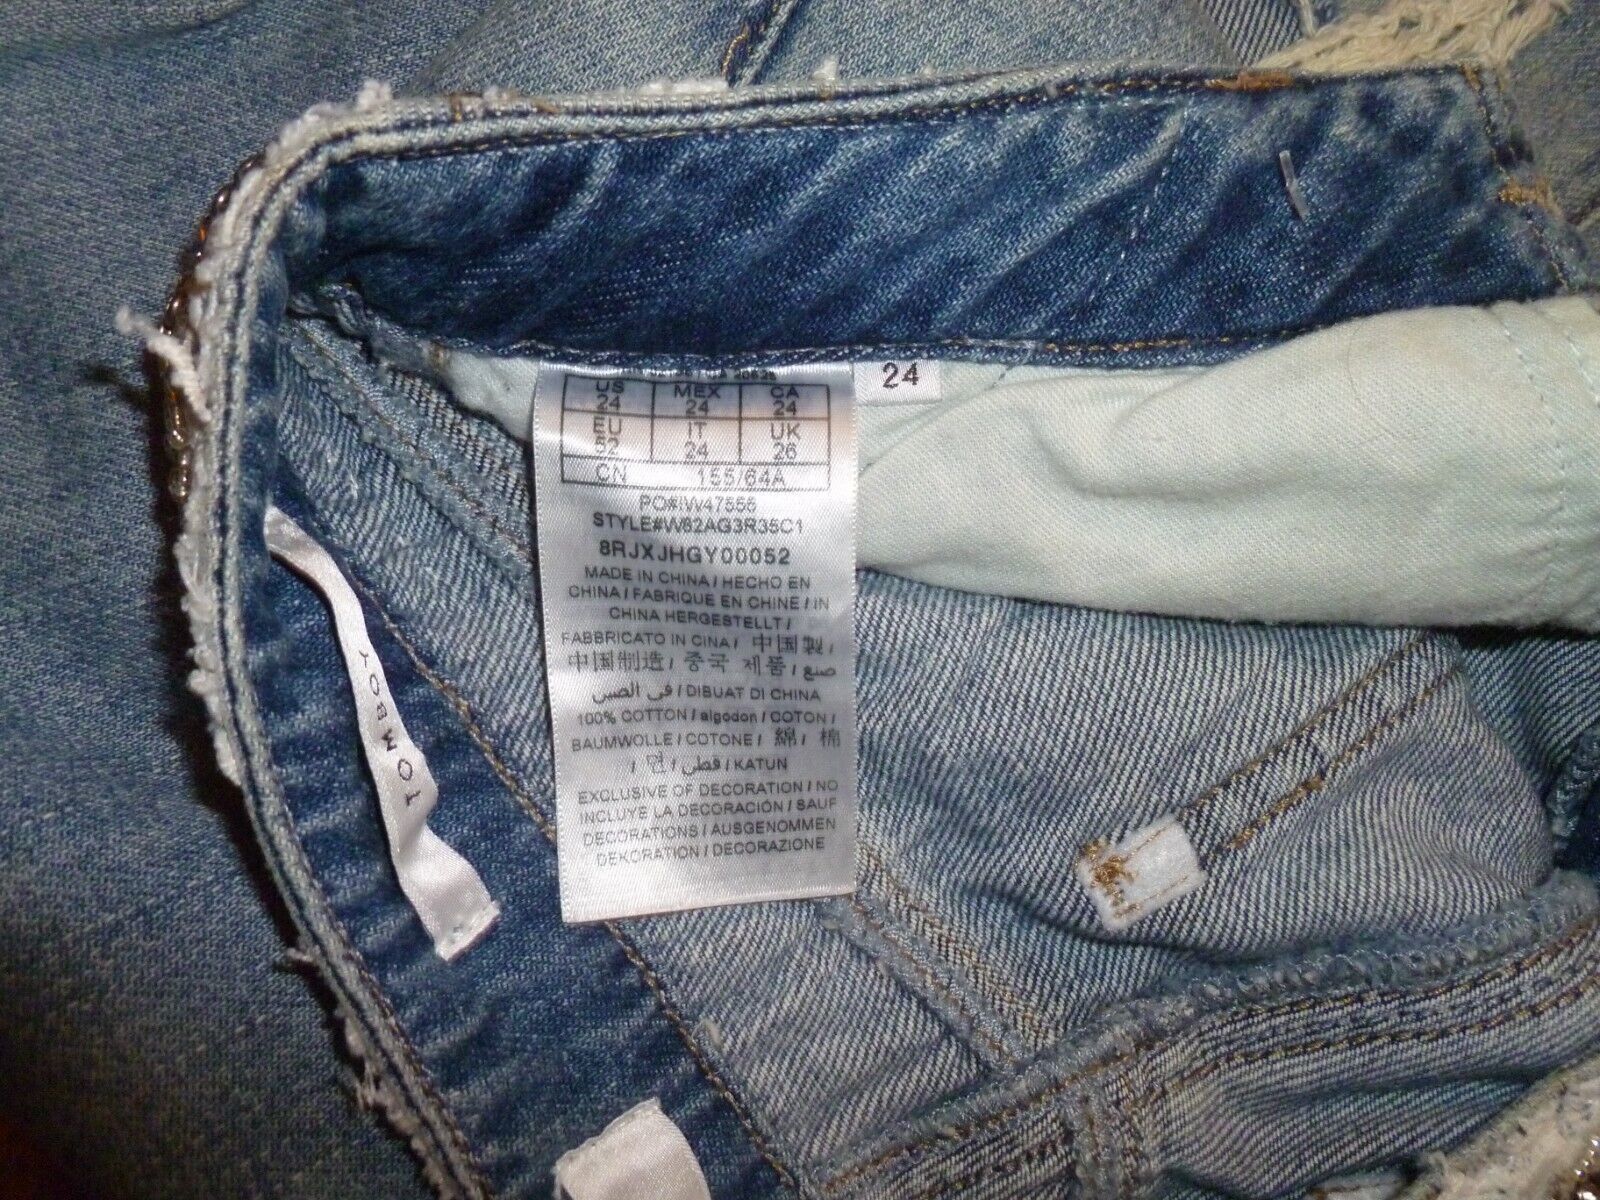 24
US MEX CA
24 24 24
EU IT UK
52 24 26
CN 155/64A
PO#IW47555
STYLE#W82AG3R35C1
8RJXJHGY00052
MADE IN CHINA / HECHO EN
CHINA / FABRIQUE EN CHINE / IN
CHINA HERGESTELLT /
FABBRICATO IN CINA / 中国製 /
中国制造 / 중국 제품 / صنع
في الصين / DIBUAT DI CHINA
100% COTTON / algodon / COTON /
BAUMWOLLE / COTONE / 綿 / 棉
/ 면 / قطن / KATUN
EXCLUSIVE OF DECORATION / NO
INCLUYE LA DECORACIÓN / SAUF
DECORATIONS / AUSGENOMMEN
DEKORATION / DECORAZIONE
TOMBOY